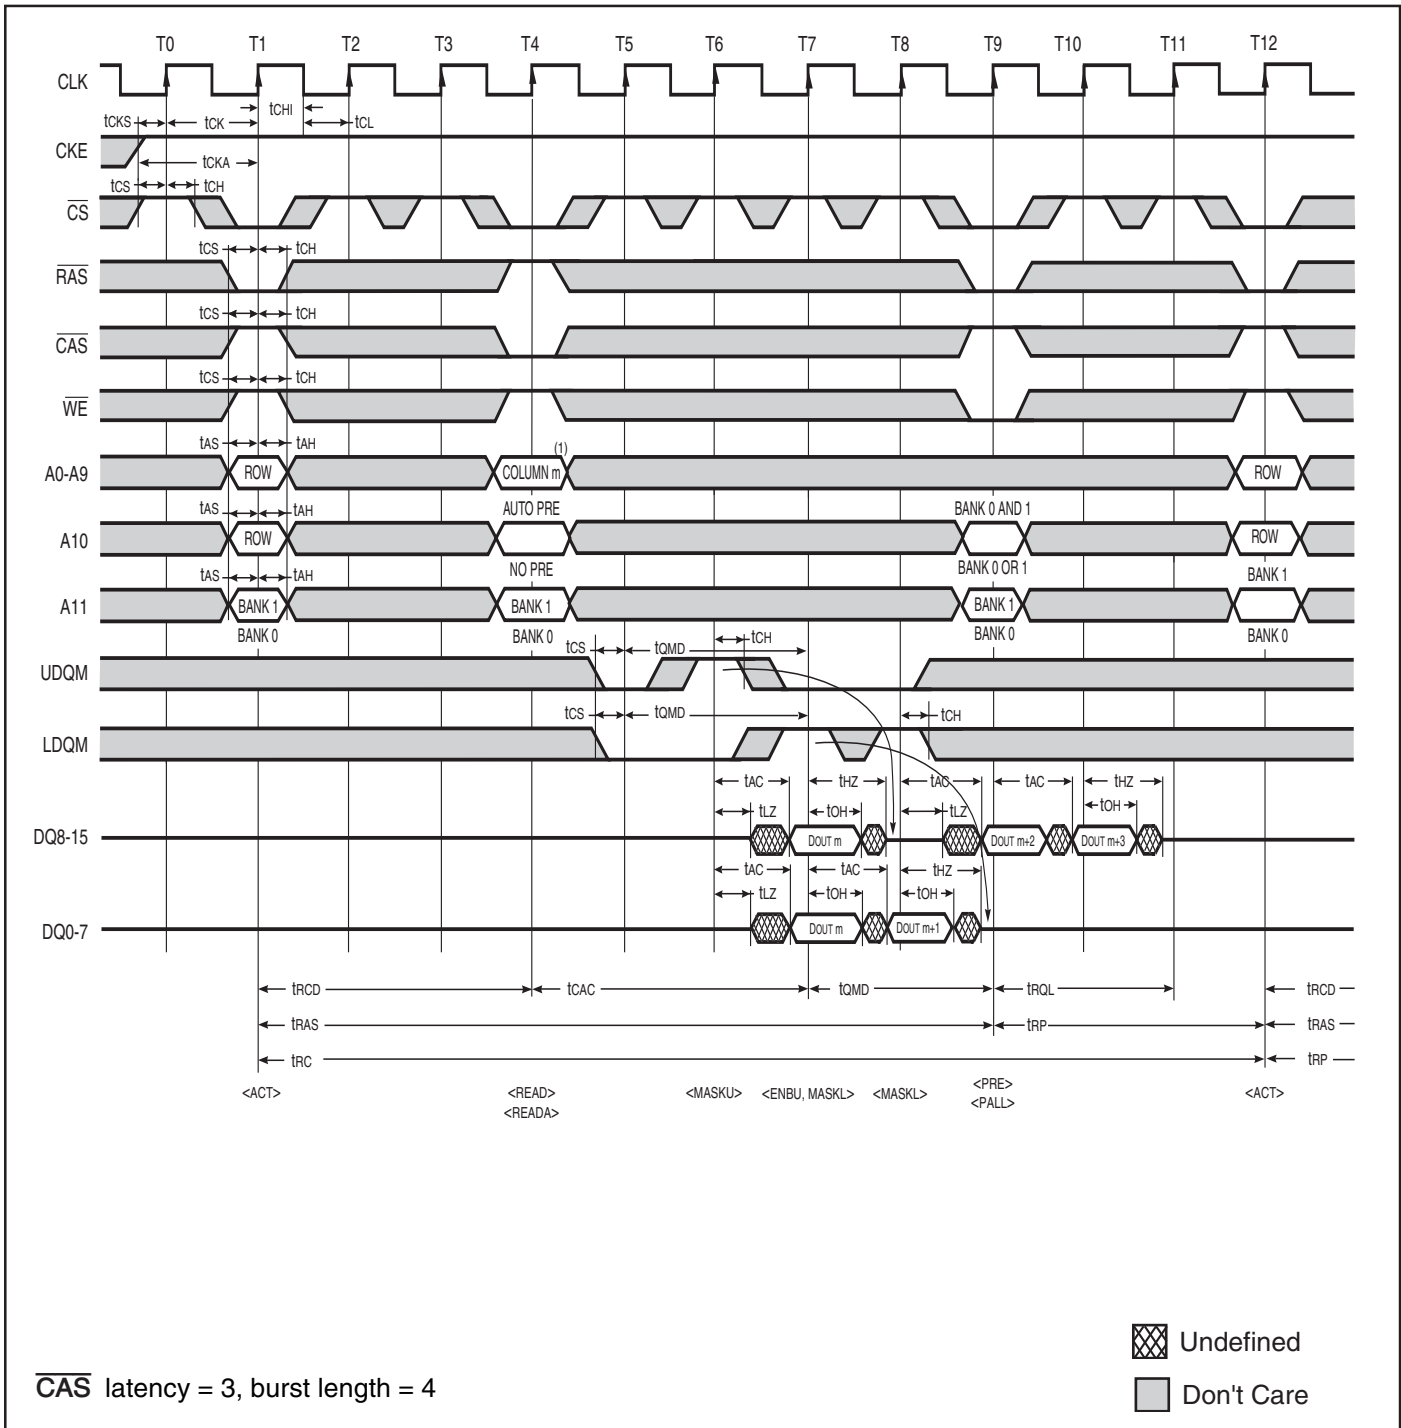 T0 T1 T2 T3 T4 T5 T6 T7 T8 T9 T10 T11 T12
CLK
tCHI
tCKS tCK tCL
CKE
tCKA
tCS tCH
CS
tCS tCH
RAS
tCS tCH
CAS
tCS tCH
WE
tAS tAH (1)
A0-A9 ROW COLUMN m ROW
tAS tAH AUTO PRE BANK 0 AND 1
A10 ROW ROW
NO PRE BANK 0 OR 1
tAS tAH BANK 1
A11 BANK 1 BANK 1 BANK 1
BANK 0 BANK 0 BANK 0 BANK 0
tCS tQMD tCH
UDQM
tCS tQMD tCH
LDQM
tAC tHZ tAC tAC tHZ
tLZ tOH tLZ tOH
DQ8-15 DOUT m DOUT m+2 DOUT m+3
tAC tAC tHZ
tLZ tOH tOH
DQ0-7 DOUT m DOUT m+1
tRCD tCAC tQMD tRQL tRCD
tRAS tRP tRAS
tRC tRP
<ACT> <READ> <MASKU> <ENBU, MASKL> <MASKL> <PRE> <ACT>
<READA> <PALL>
Undefined
CAS latency = 3, burst length = 4
Don't Care